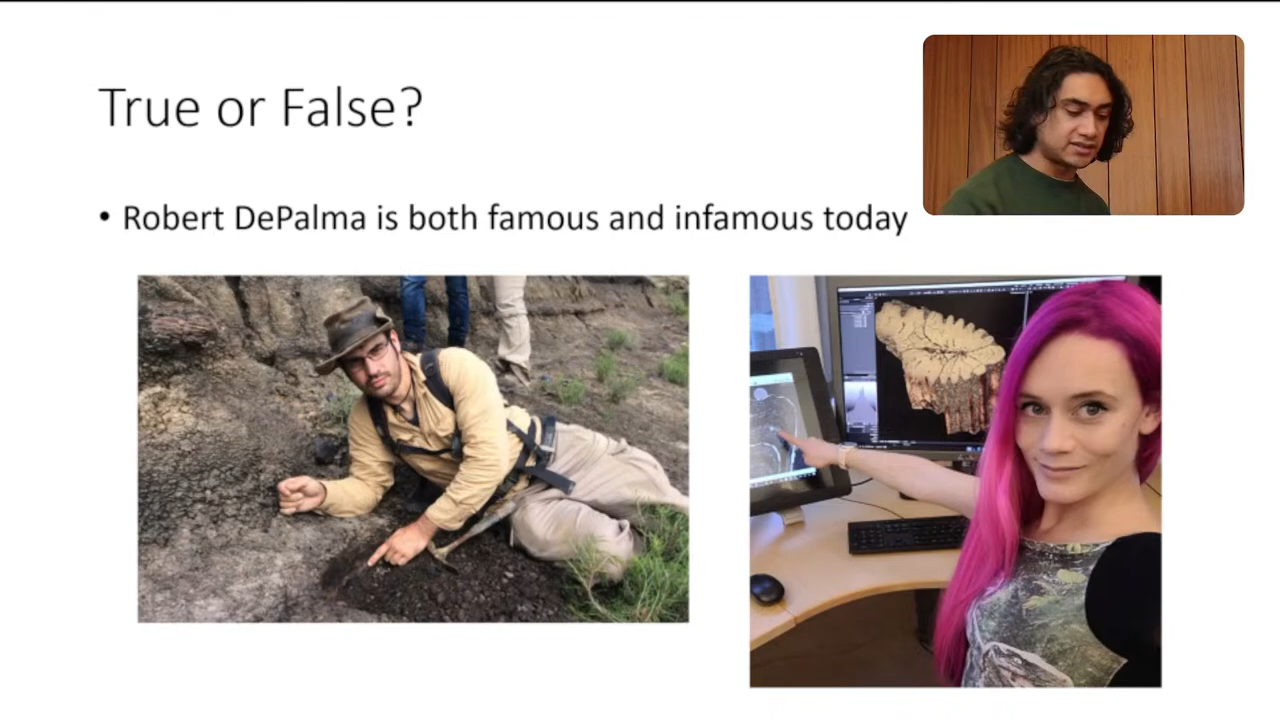 True or False?
• Robert DePalma is both famous and infamous today